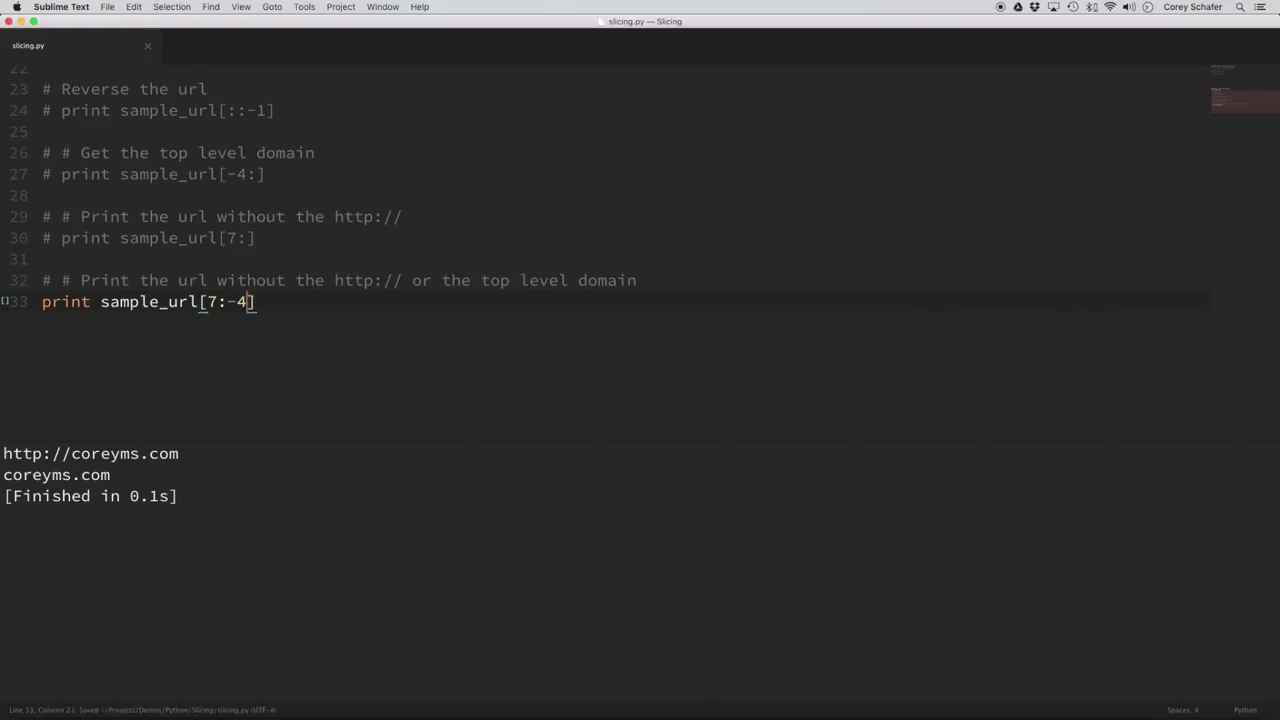 Sublime Text File Edit Selection Find View Goto Tools Project Window Help Corey Schafer
slicing.py — Slicing
slicing.py
22
23 # Reverse the url
24 # print sample_url[::-1]
25
26 # # Get the top level domain
27 # print sample_url[-4:]
28
29 # # Print the url without the http://
30 # print sample_url[7:]
31
32 # # Print the url without the http:// or the top level domain
33 print sample_url[7:-4]
http://coreyms.com
coreyms.com
[Finished in 0.1s]
Line 33, Column 22 Saved ~/Projects/Demos/Python/Slicing/slicing.py (UTF-8) Spaces: 4 Python